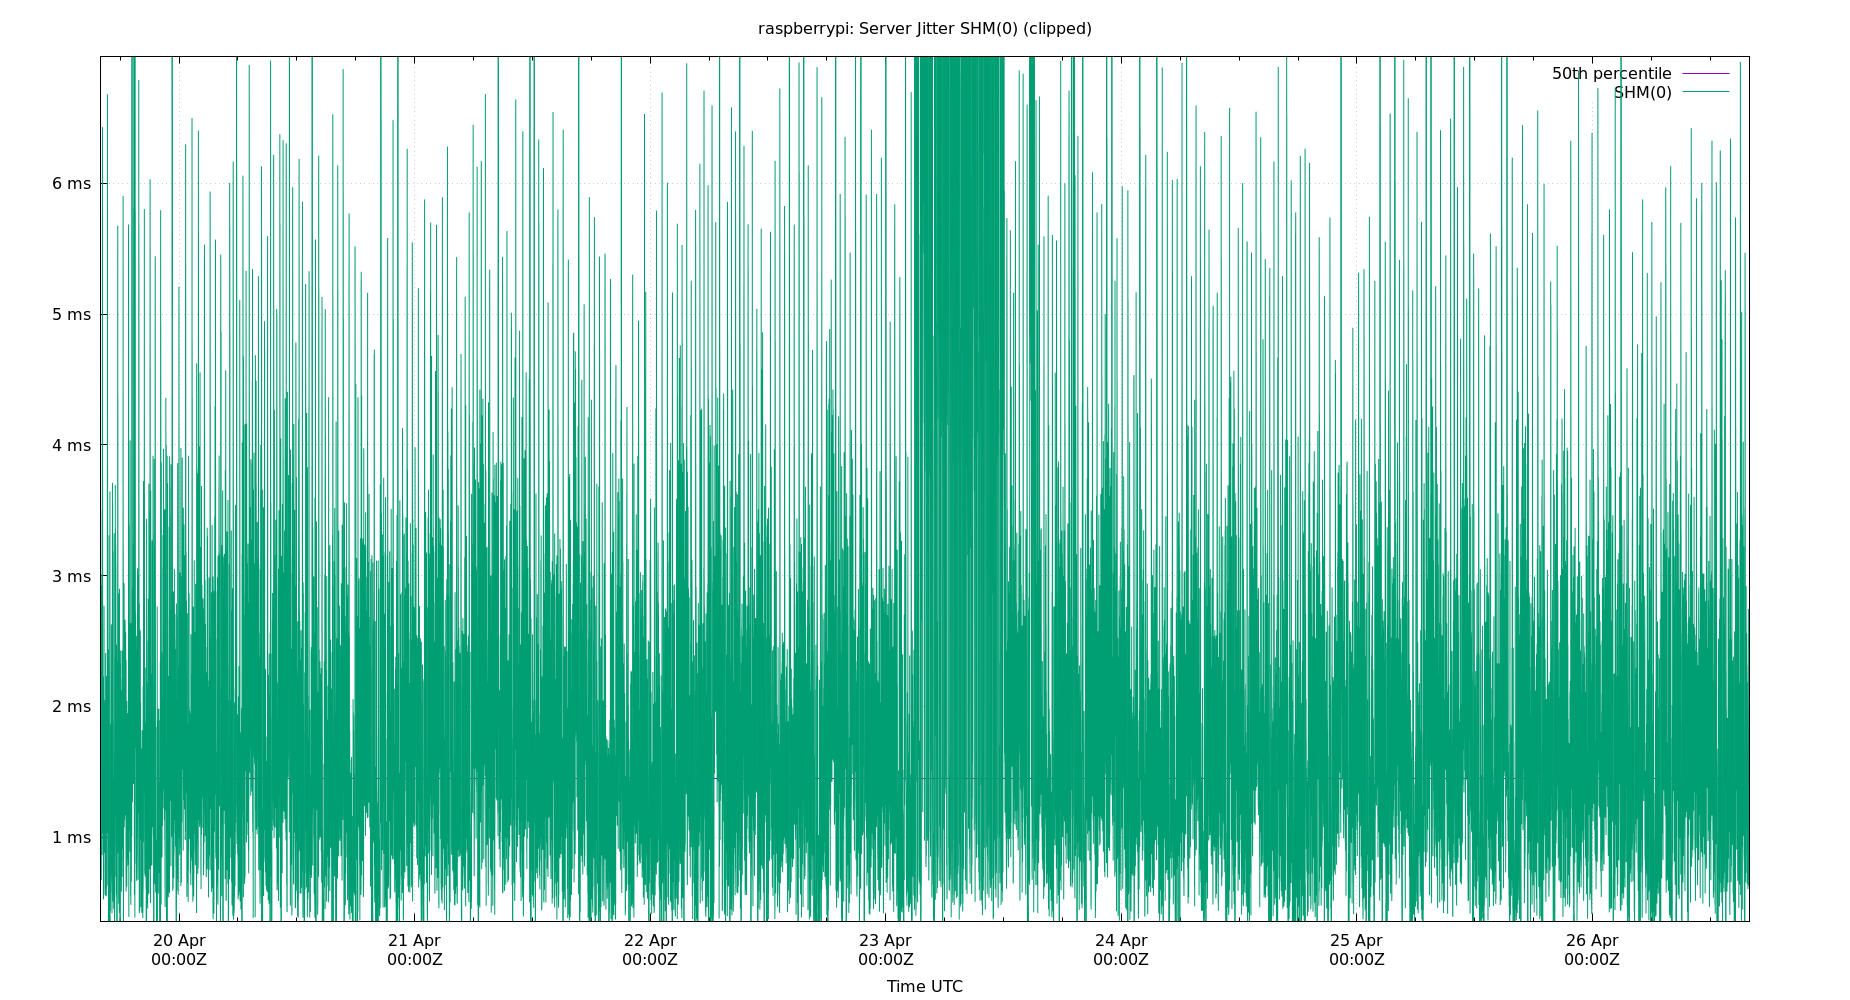 raspberrypi: Server Jitter SHM(0) (clipped)
50th percentile
SHM(0)
6 ms
5 ms
4 ms
3 ms
2 ms
1 ms
20 Apr 21 Apr 22 Apr 23 Apr 24 Apr 25 Apr 26 Apr
00:00Z 00:00Z 00:00Z 00:00Z 00:00Z 00:00Z 00:00Z
Time UTC